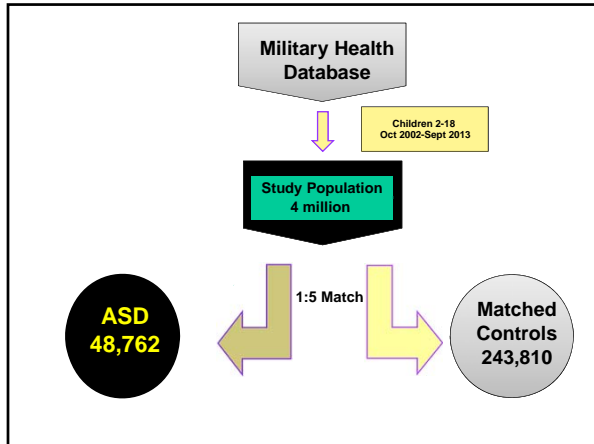 Military Health
Database
Children 2-18
Oct 2002-Sept 2013
Study Population
4 million
1:5 Match
ASD
48,762
Matched
Controls
243,810